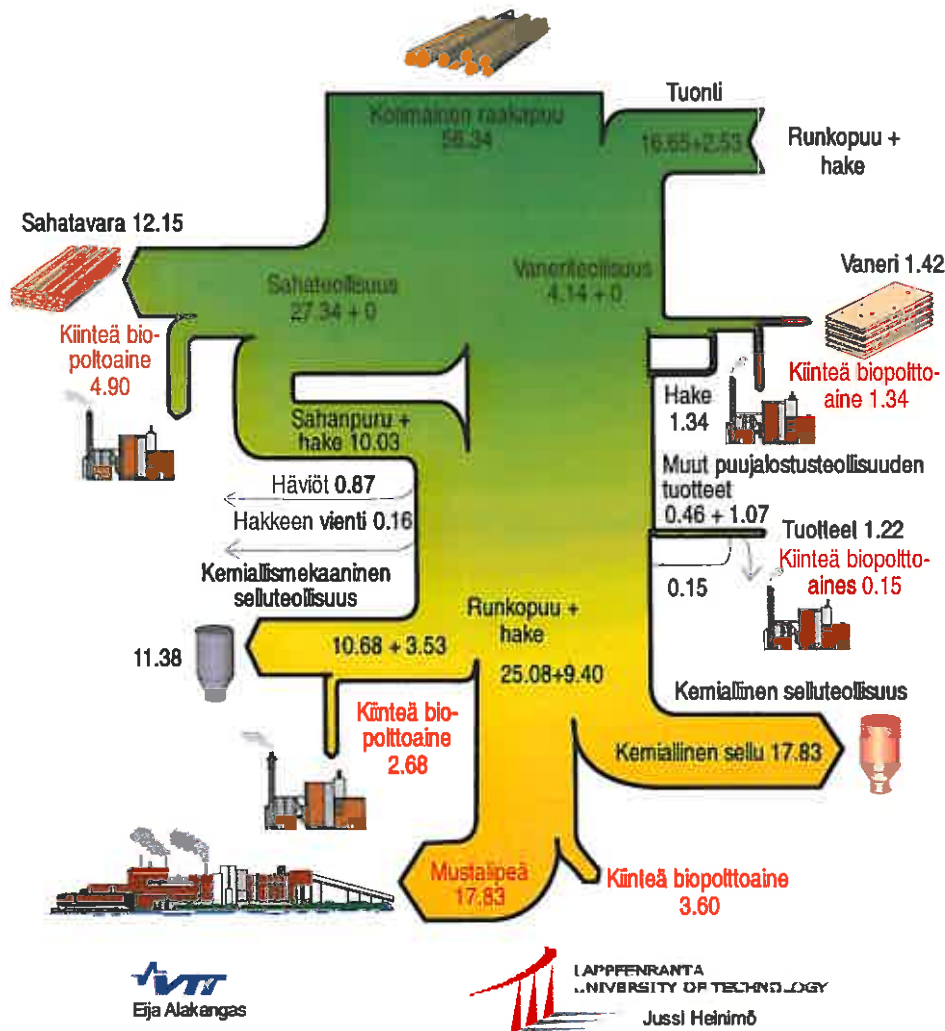 Kotimainen raakapuu
56.34
Tuonti
16.65+2.53
Runkopuu +
hake
Sahatavara 12.15
Sahateollisuus
27.34 + 0
Vaneriteollisuus
4.14 + 0
Vaneri 1.42
Kiinteä bio-
poltoaine
4.90
Kiinteä biopoltto-
aine 1.34
Hake
1.34
Sahanpuru +
hake 10.03
Muut puujalostusteollisuuden
tuotteet
0.46 + 1.07
Häviöt 0.87
Hakkeen vienti 0.16
Tuotteet 1.22
Kiinteä biopoltto-
aines 0.15
0.15
Kemiallismekaaninen
selluteollisuus
Runkopuu +
hake
25.08+9.40
10.68 + 3.53
11.38
Kiinteä bio-
polttoaine
2.68
Kemiallinen selluteollisuus
Kemiallinen sellu 17.83
Mustalipeä
17.83
Kiinteä biopolttoaine
3.60
VTT
Eija Alakangas
LAPPEENRANTA
UNIVERSITY OF TECHNOLOGY
Jussi Heinimö